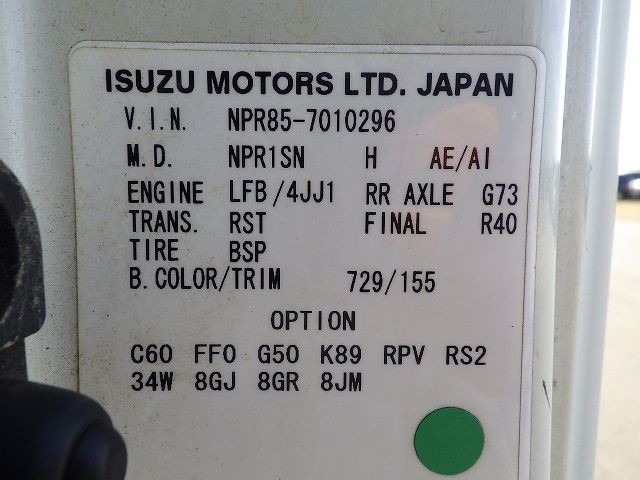 ISUZU MOTORS LTD. JAPAN
V.I.N. NPR85-7010296
M.D. NPR1SN H AE/AI
ENGINE LFB/4JJ1 RR AXLE G73
TRANS. RST FINAL R40
TIRE BSP
B.COLOR/TRIM 729/155
OPTION
C60 FF0 G50 K89 RPV RS2
34W 8GJ 8GR 8JM